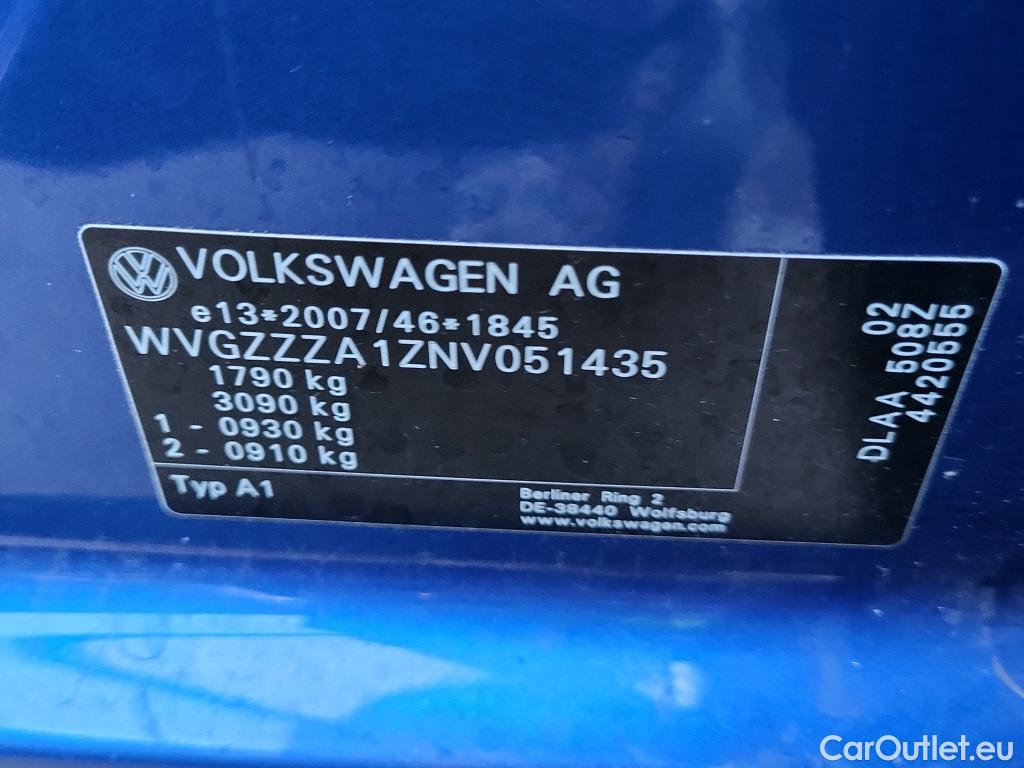 VOLKSWAGEN AG
e13*2007/46*1845
WVGZZZA1ZNV051435
1790 kg
3090 kg
1 - 0930 kg
2 - 0910 kg
Typ A1
Berliner Ring 2
DE-38440 Wolfsburg
www.volkswagen.com
DLAA 508Z 02
4420555
CarOutlet.eu